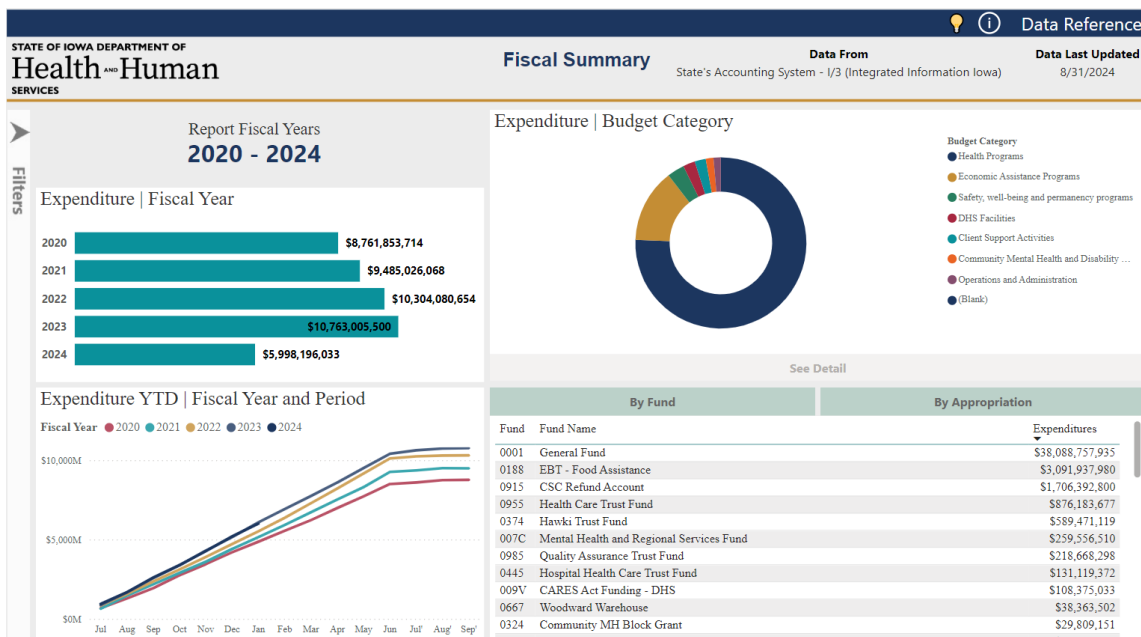 Data Reference
STATE OF IOWA DEPARTMENT OF
Health AND Human
SERVICES
Fiscal Summary
Data From
State's Accounting System - I/3 (Integrated Information Iowa)
Data Last Updated
8/31/2024
Filters
Report Fiscal Years
2020 - 2024
Expenditure | Fiscal Year
2020 $8,761,853,714
2021 $9,485,026,068
2022 $10,304,080,654
2023 $10,763,005,500
2024 $5,998,196,033
Expenditure | Budget Category
Budget Category
Health Programs
Economic Assistance Programs
Safety, well-being and permanency programs
DHS Facilities
Client Support Activities
Community Mental Health and Disability ...
Operations and Administration
(Blank)
See Detail
Expenditure YTD | Fiscal Year and Period
Fiscal Year 2020 2021 2022 2023 2024
$10,000M
$5,000M
$0M
Jul Aug Sep Oct Nov Dec Jan Feb Mar Apr May Jun Jul' Aug' Sep'
By Fund By Appropriation
Fund Fund Name Expenditures
0001 General Fund $38,088,757,935
0188 EBT - Food Assistance $3,091,937,980
0915 CSC Refund Account $1,706,392,800
0955 Health Care Trust Fund $876,183,677
0374 Hawki Trust Fund $589,471,119
007C Mental Health and Regional Services Fund $259,556,510
0985 Quality Assurance Trust Fund $218,668,298
0445 Hospital Health Care Trust Fund $131,119,372
009V CARES Act Funding - DHS $108,375,033
0667 Woodward Warehouse $38,363,502
0324 Community MH Block Grant $29,809,151